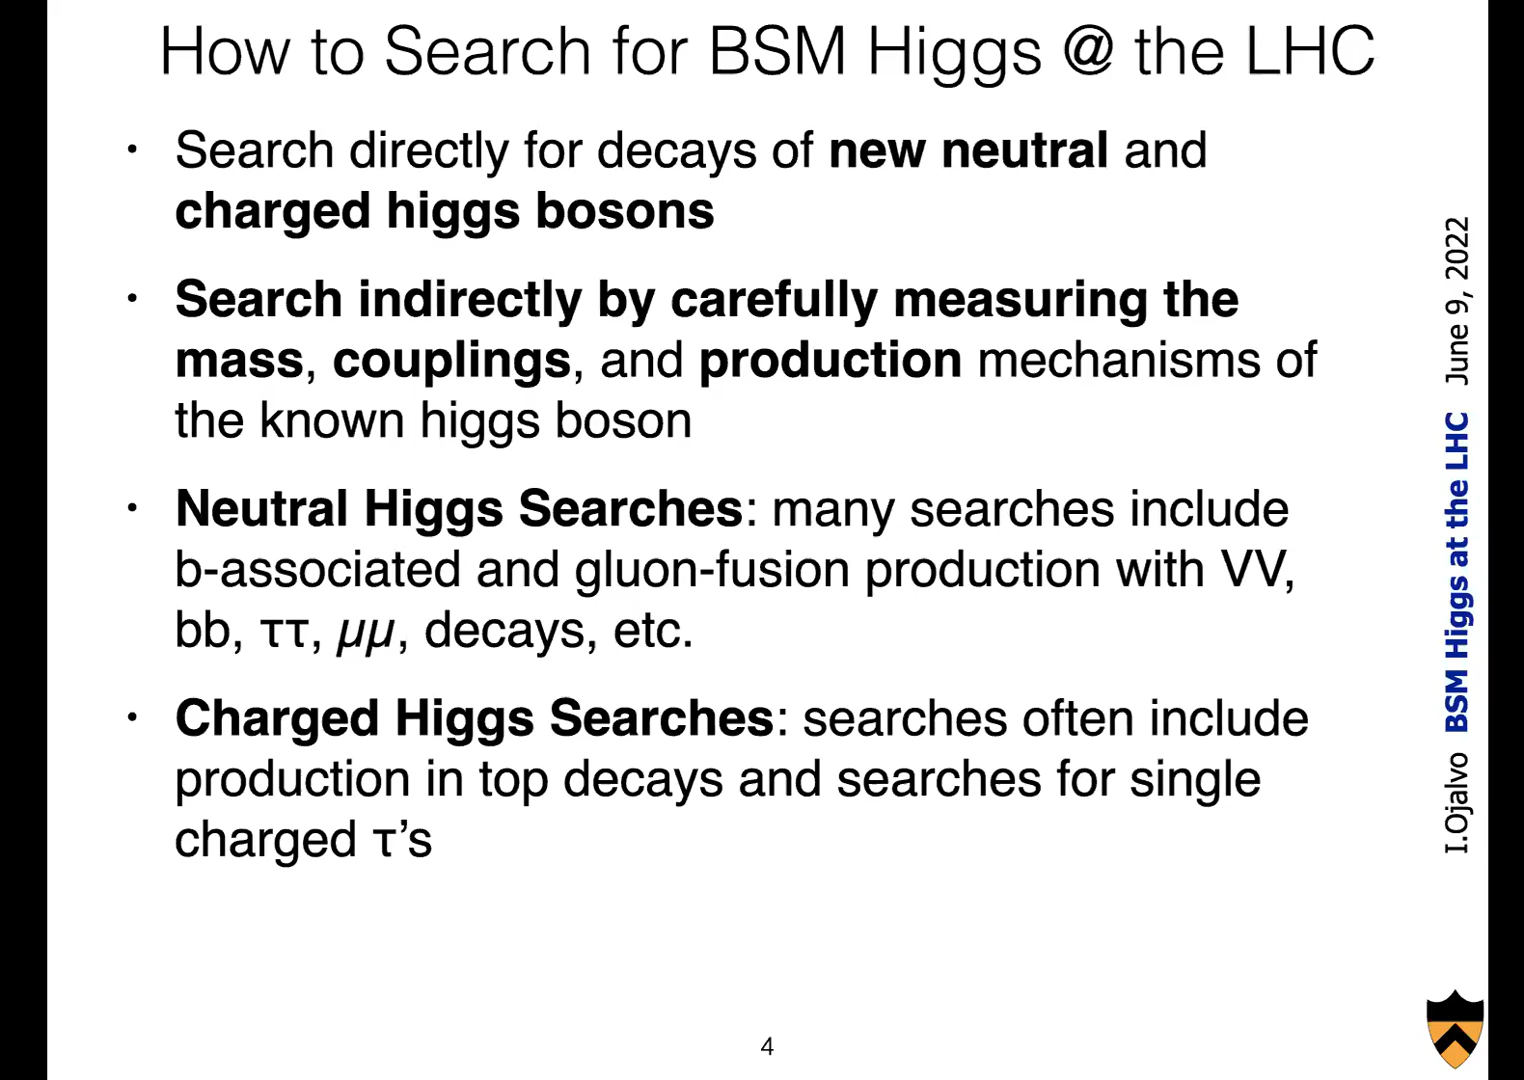 How to Search for BSM Higgs @ the LHC
• Search directly for decays of new neutral and
charged higgs bosons
• Search indirectly by carefully measuring the
mass, couplings, and production mechanisms of
the known higgs boson
• Neutral Higgs Searches: many searches include
b-associated and gluon-fusion production with VV,
bb, ττ, μμ, decays, etc.
• Charged Higgs Searches: searches often include
production in top decays and searches for single
charged τ’s
I.Ojalvo BSM Higgs at the LHC June 9, 2022
4